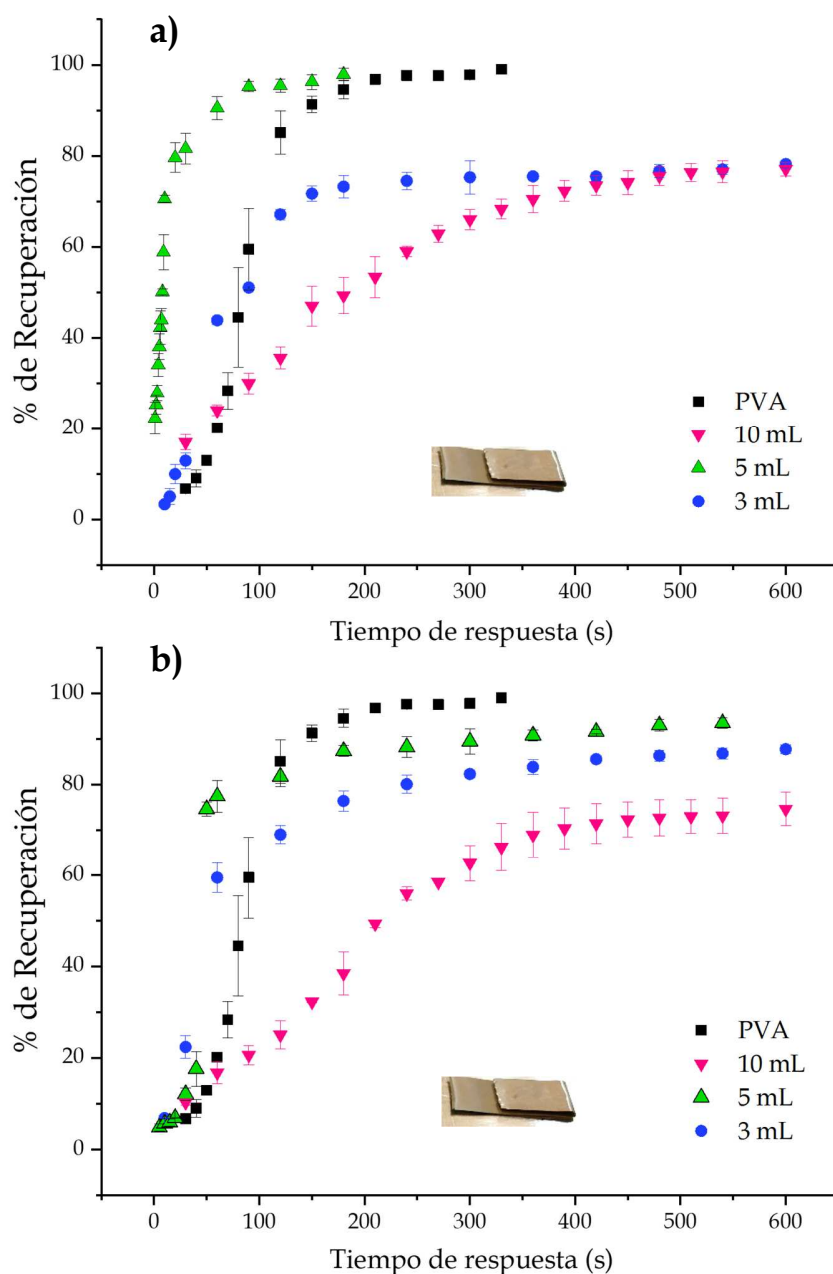 a)
100
80
60
40
20
0
% de Recuperación
PVA
10 mL
5 mL
3 mL
0 100 200 300 400 500 600
Tiempo de respuesta (s)
b)
100
80
60
40
20
0
% de Recuperación
PVA
10 mL
5 mL
3 mL
0 100 200 300 400 500 600
Tiempo de respuesta (s)